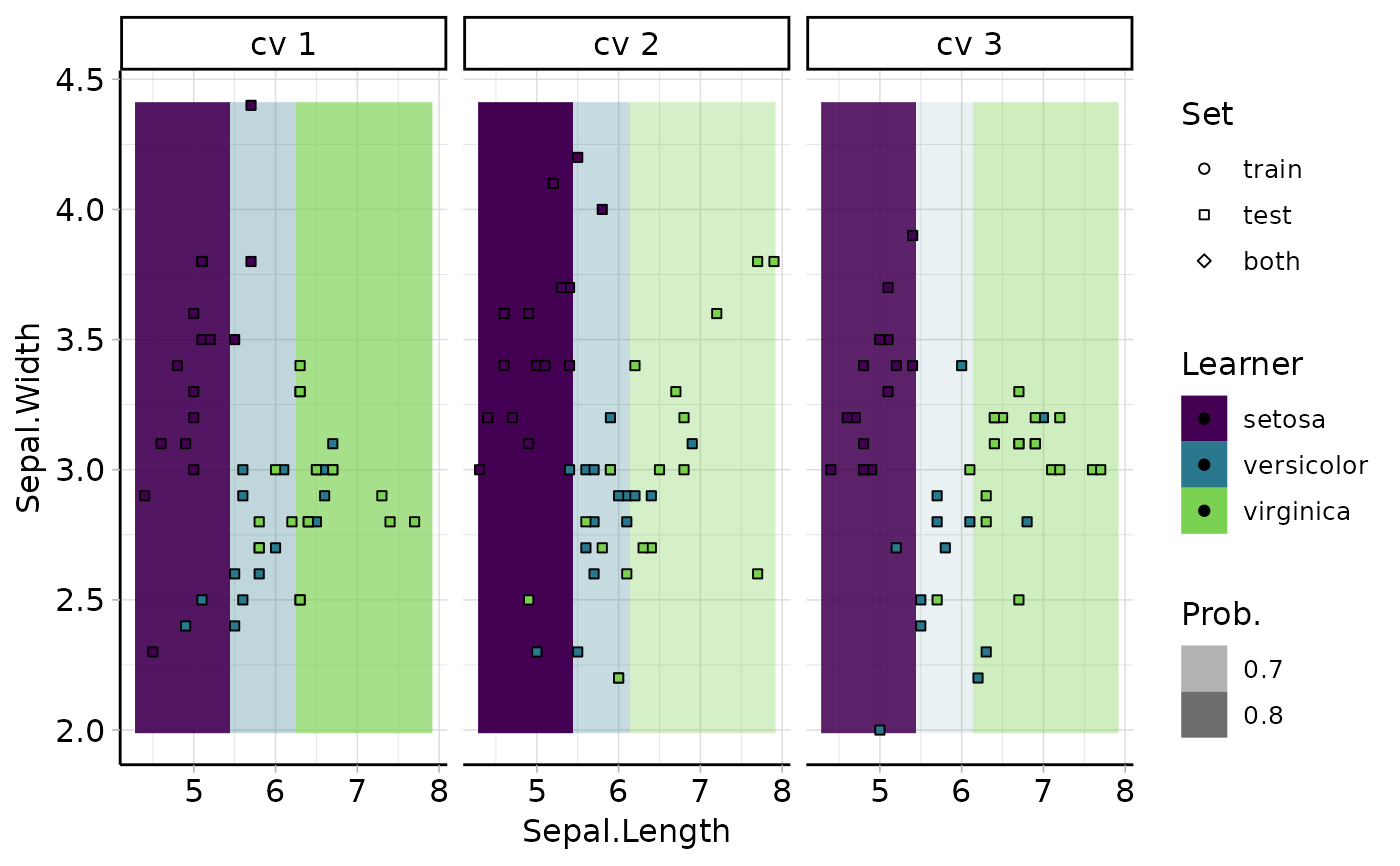 cv 1 cv 2 cv 3
4.5
4.0
3.5
3.0
2.5
2.0
Sepal.Width
5 6 7 8 5 6 7 8 5 6 7 8
Sepal.Length
Set
train
test
both
Learner
setosa
versicolor
virginica
Prob.
0.7
0.8